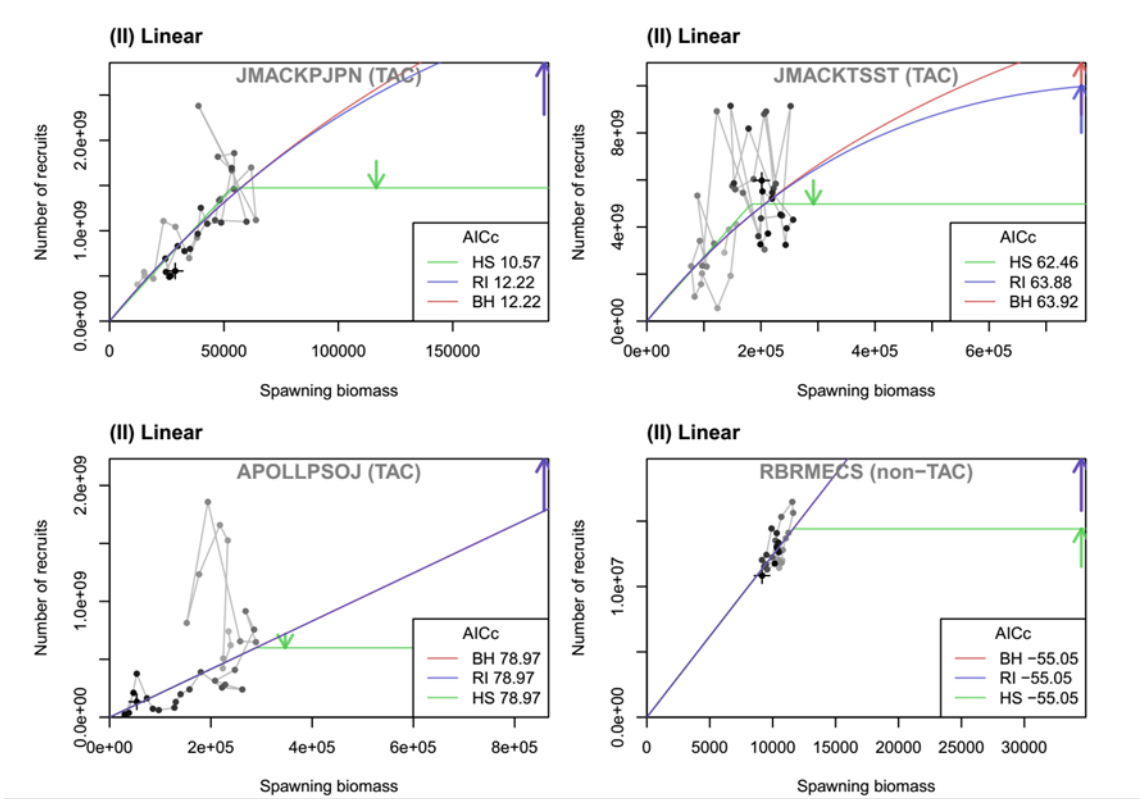 (II) Linear
JMACKPJPN (TAC)
Number of recruits
0.0e+00
1.0e+09
2.0e+09
AICc
HS 10.57
RI 12.22
BH 12.22
0
50000
100000
150000
Spawning biomass
(II) Linear
JMACKTSST (TAC)
Number of recruits
0e+00
4e+09
8e+09
AICc
HS 62.46
RI 63.88
BH 63.92
0e+00
2e+05
4e+05
6e+05
Spawning biomass
(II) Linear
APOLLPSOJ (TAC)
Number of recruits
0.0e+00
1.0e+09
2.0e+09
AICc
BH 78.97
RI 78.97
HS 78.97
0e+00
2e+05
4e+05
6e+05
8e+05
Spawning biomass
(II) Linear
RBRMECS (non−TAC)
Number of recruits
0.0e+00
1.0e+07
AICc
BH −55.05
RI −55.05
HS −55.05
0
5000
10000
15000
20000
25000
30000
Spawning biomass